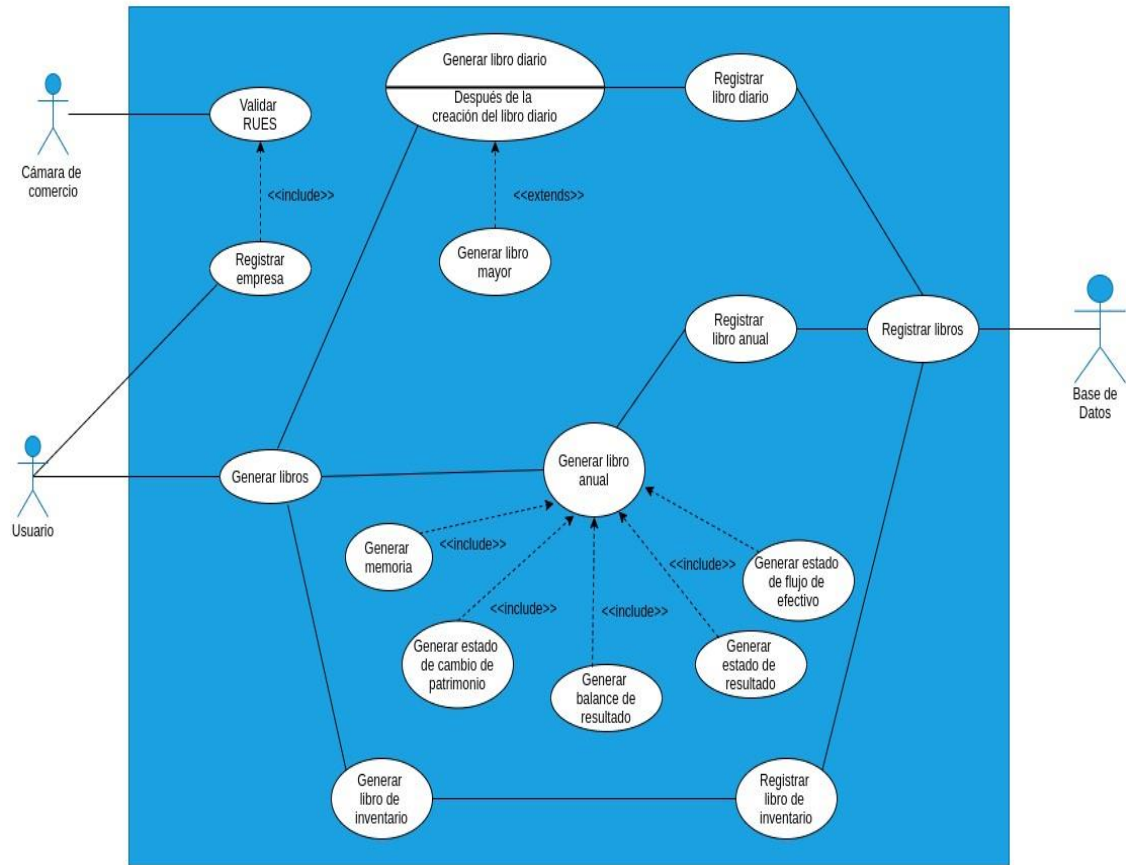 Generar libro diario
Después de la
creación del libro diario
Registrar
libro diario
Validar
RUES
Cámara de
comercio
<<include>>
<<extends>>
Registrar
empresa
Generar libro
mayor
Registrar
libro anual
Registrar libros
Base de
Datos
Generar libros
Generar libro
anual
Usuario
<<include>>
Generar
memoria
<<include>>
Generar estado
de flujo de
efectivo
<<include>>
<<include>>
Generar estado
de cambio de
patrimonio
Generar
estado de
resultado
Generar
balance de
resultado
Generar
libro de
inventario
Registrar
libro de
inventario